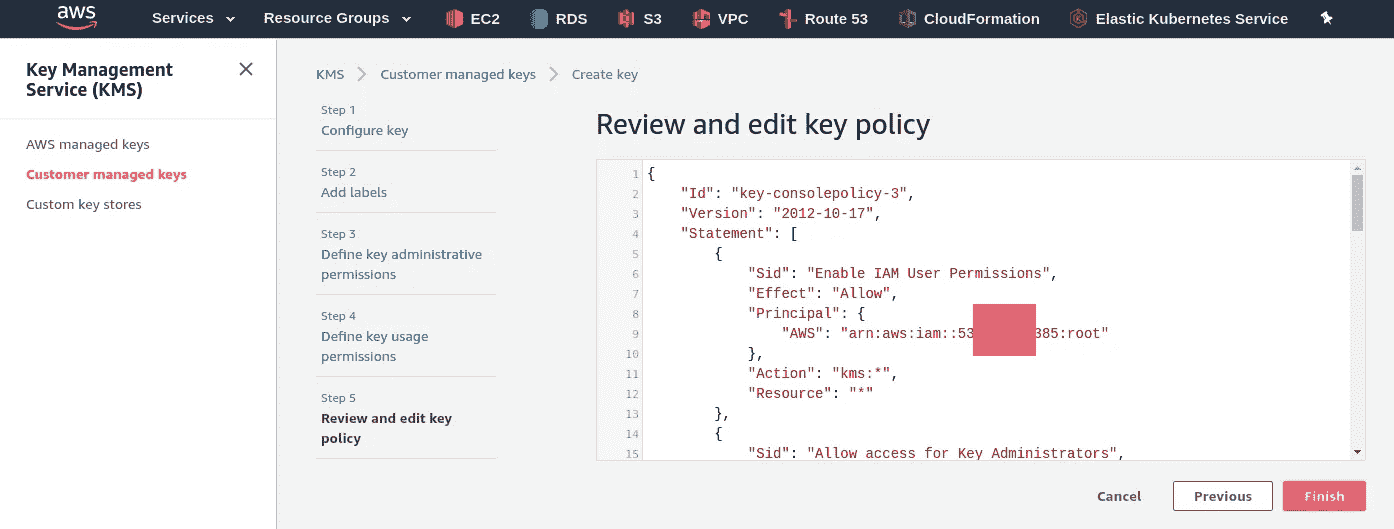 aws Services Resource Groups EC2 RDS S3 VPC Route 53 CloudFormation Elastic Kubernetes Service
Key Management
Service (KMS)
AWS managed keys
Customer managed keys
Custom key stores
KMS Customer managed keys Create key
Step 1
Configure key
Step 2
Add labels
Step 3
Define key administrative
permissions
Step 4
Define key usage
permissions
Step 5
Review and edit key
policy
Review and edit key policy
1 {
2 "Id": "key-consolepolicy-3",
3 "Version": "2012-10-17",
4 "Statement": [
5 {
6 "Sid": "Enable IAM User Permissions",
7 "Effect": "Allow",
8 "Principal": {
9 "AWS": "arn:aws:iam::53 385:root"
10 },
11 "Action": "kms:*",
12 "Resource": "*"
13 },
14 {
15 "Sid": "Allow access for Key Administrators",
Cancel Previous Finish